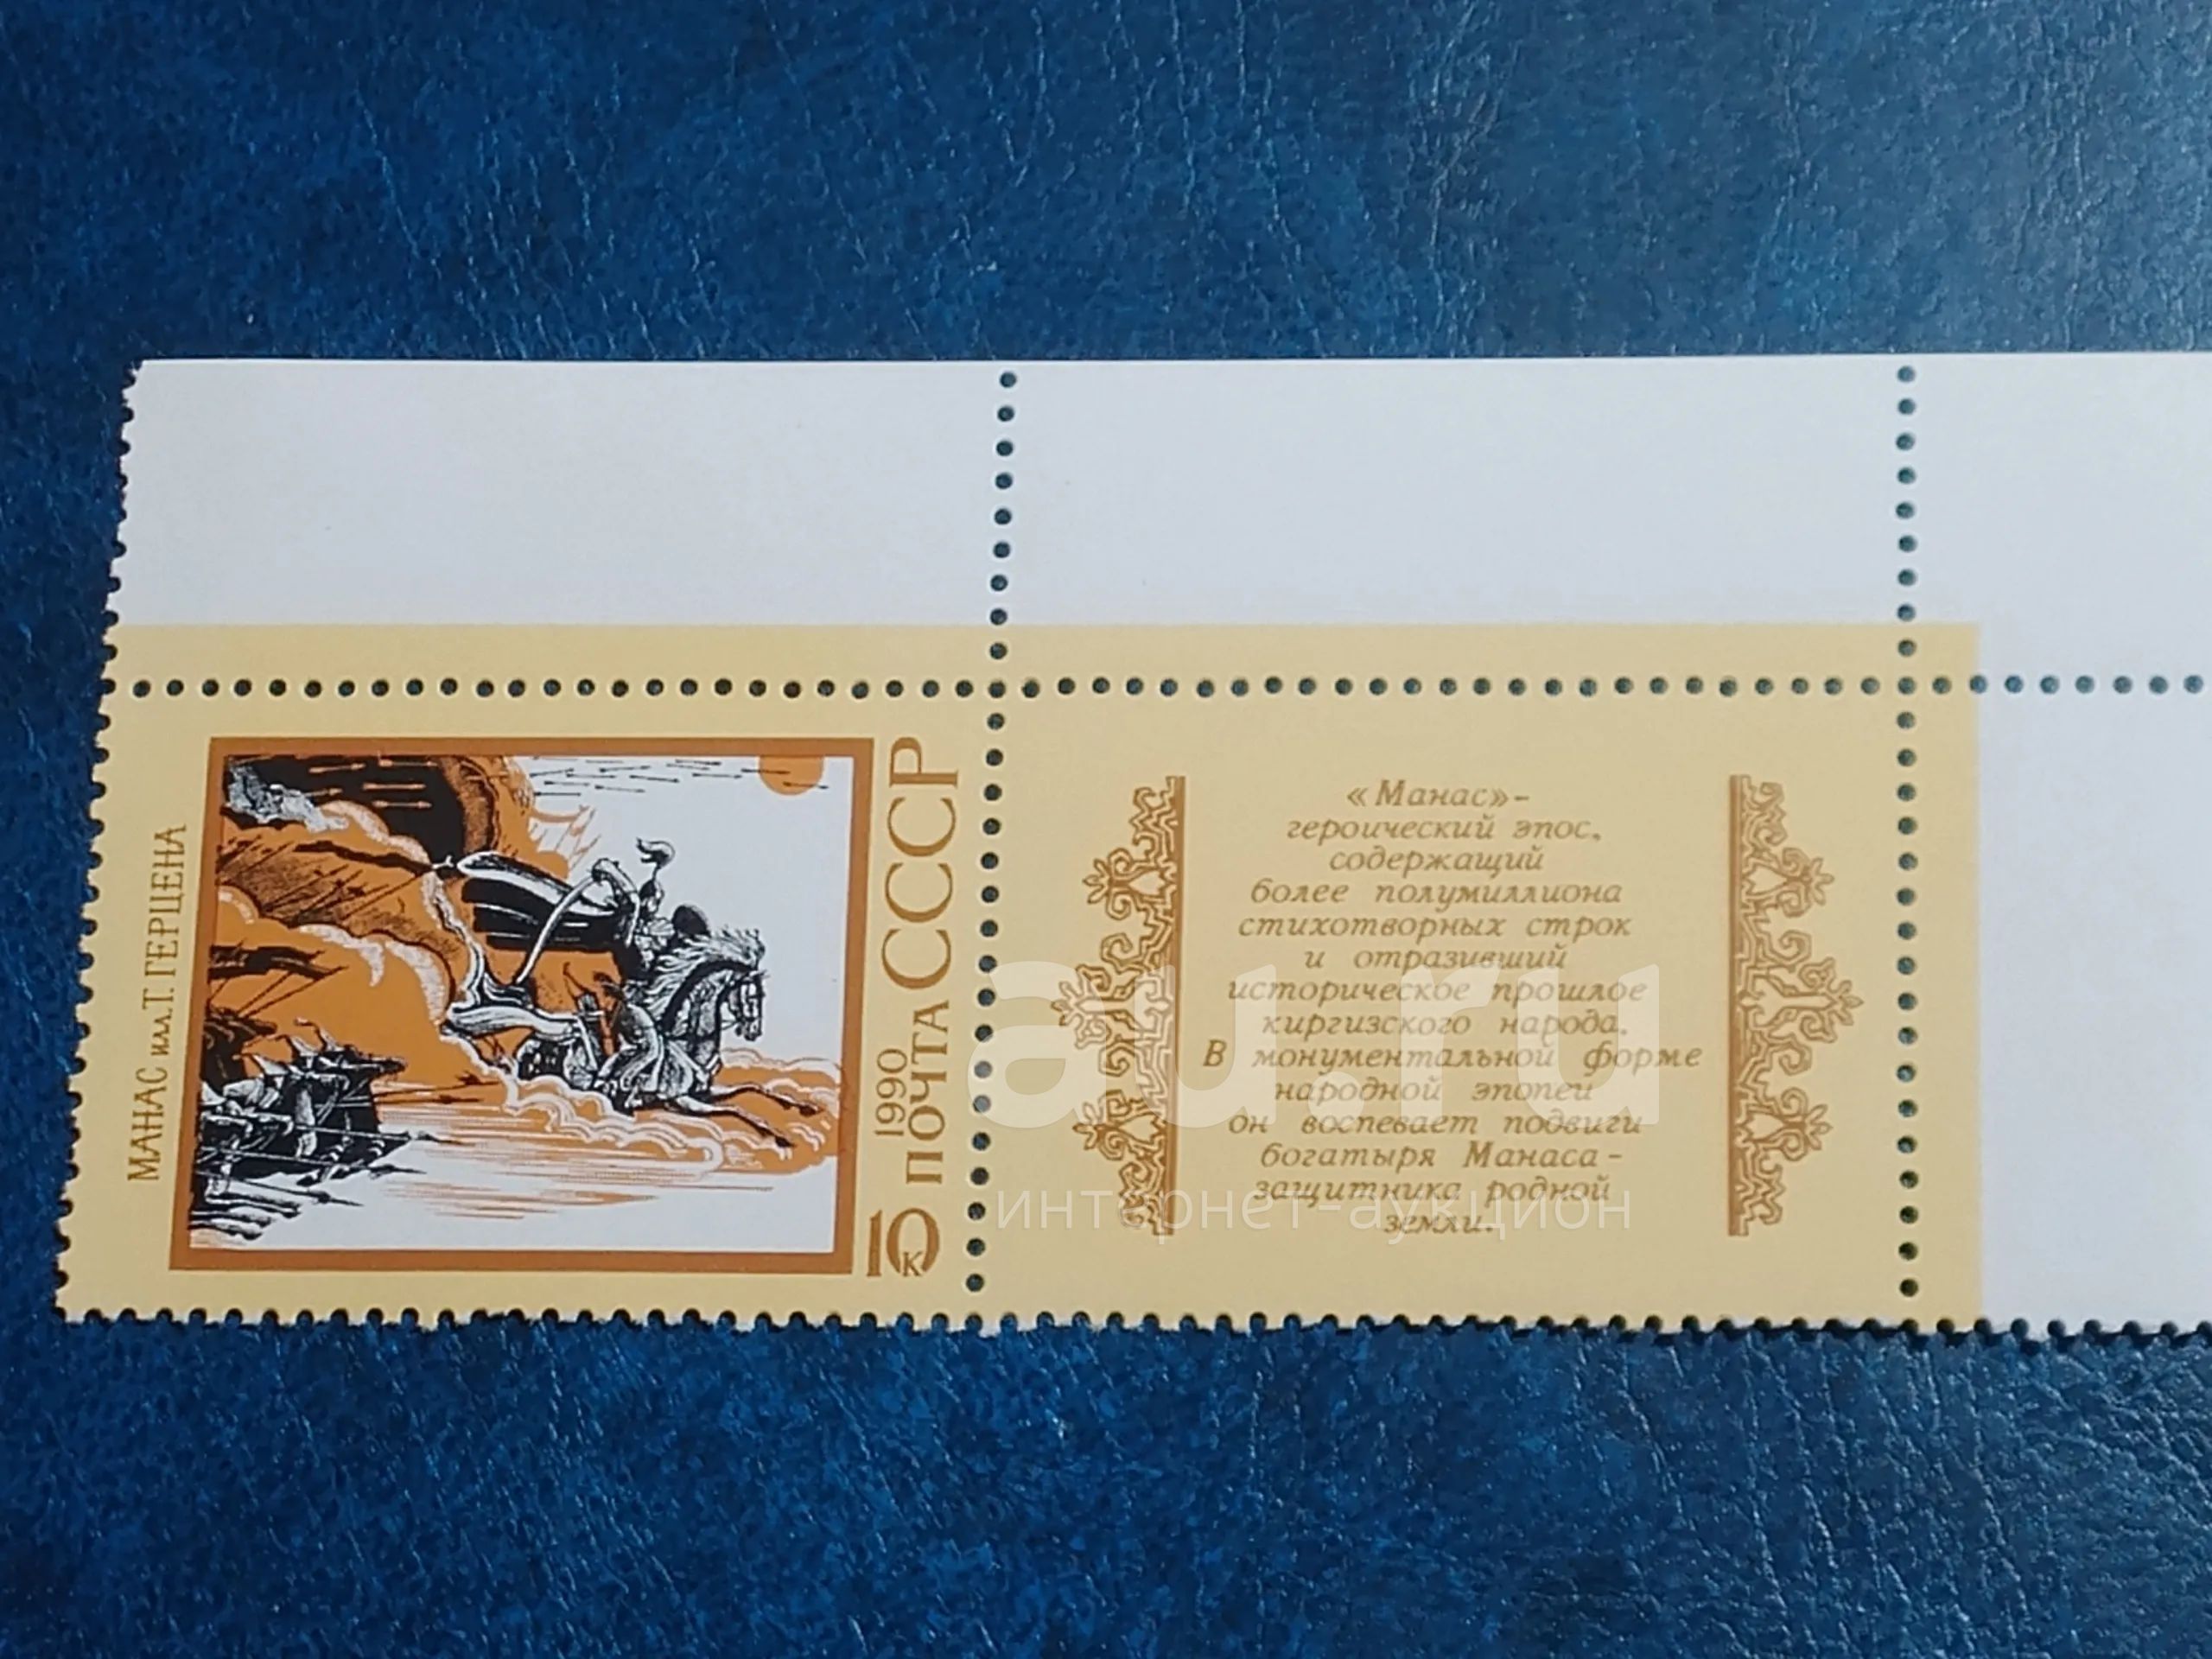 МАНАС ИЛ.Т. ГЕРЦЕНА
10к ПОЧТА СССР
1990
«Манас»-
героический эпос,
содержащий
более полумиллиона
стихотворных строк
и отразивший
историческое прошлое
киргизского народа.
В монументальной форме
народной эпопеи
он воспевает подвиги
богатыря Манаса-
защитника родной
земли.
au.ru
интернет-аукцион